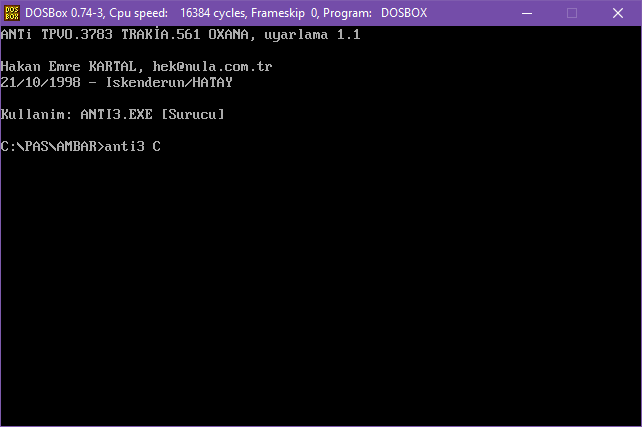 DOSBox 0.74-3, Cpu speed: 16384 cycles, Frameskip 0, Program: DOSBOX
ANTi TPVO.3783 TRAKİA.561 OXANA, uyarlama 1.1
Hakan Emre KARTAL, hek@nula.com.tr
21/10/1998 - Iskenderun/HATAY
Kullanim: ANTI3.EXE [Surucu]
C:\PAS\AMBAR>anti3 C